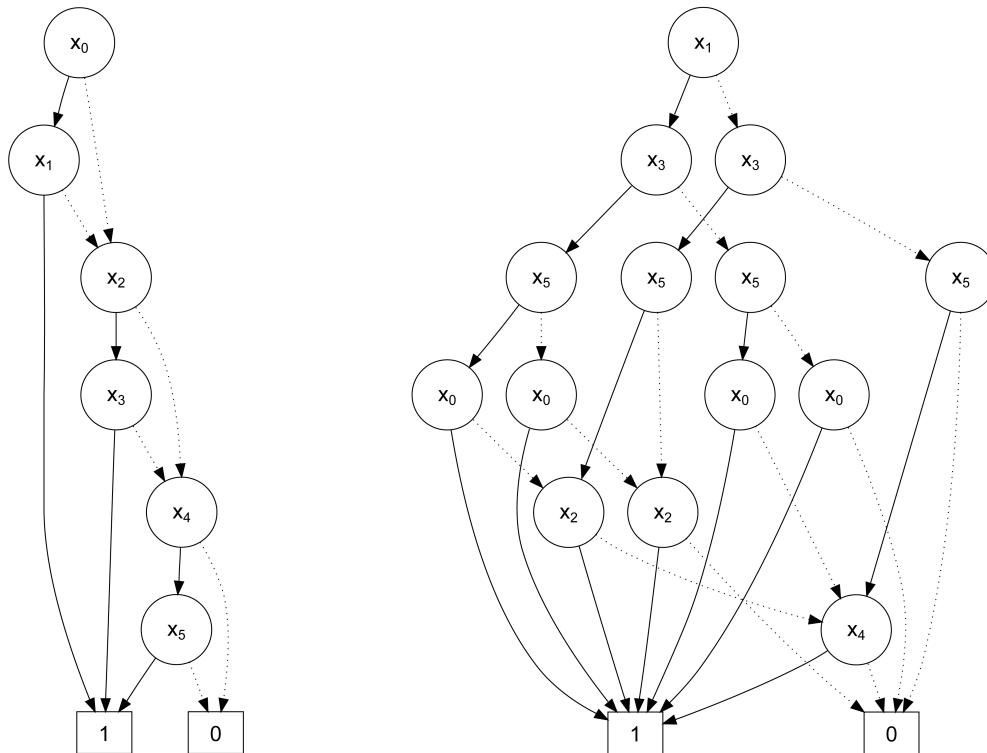 x₀ x₁
x₁ x₃ x₃
x₂ x₅ x₅ x₅ x₅
x₃ x₀ x₀ x₀ x₀
x₄ x₂ x₂
x₅ x₄
1 0 1 0